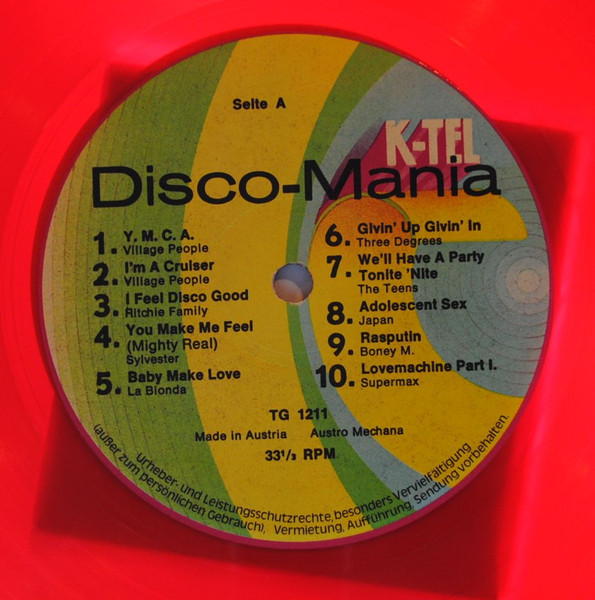 Seite A
K-TEL
Disco-Mania
1. Y. M. C. A.
Village People
2. I'm A Cruiser
Village People
3. I Feel Disco Good
Ritchie Family
4. You Make Me Feel
(Mighty Real)
Sylvester
5. Baby Make Love
La Bionda
6. Givin' Up Givin' In
Three Degrees
7. We'll Have A Party
Tonite 'Nite
The Teens
8. Adolescent Sex
Japan
9. Rasputin
Boney M.
10. Lovemachine Part I.
Supermax
TG 1211
Made in Austria Austro Mechana
33 1/3 RPM
Urheber- und Leistungsschutzrechte, besonders Vervielfältigung
(außer zum persönlichen Gebrauch), Vermietung, Aufführung, Sendung vorbehalten.